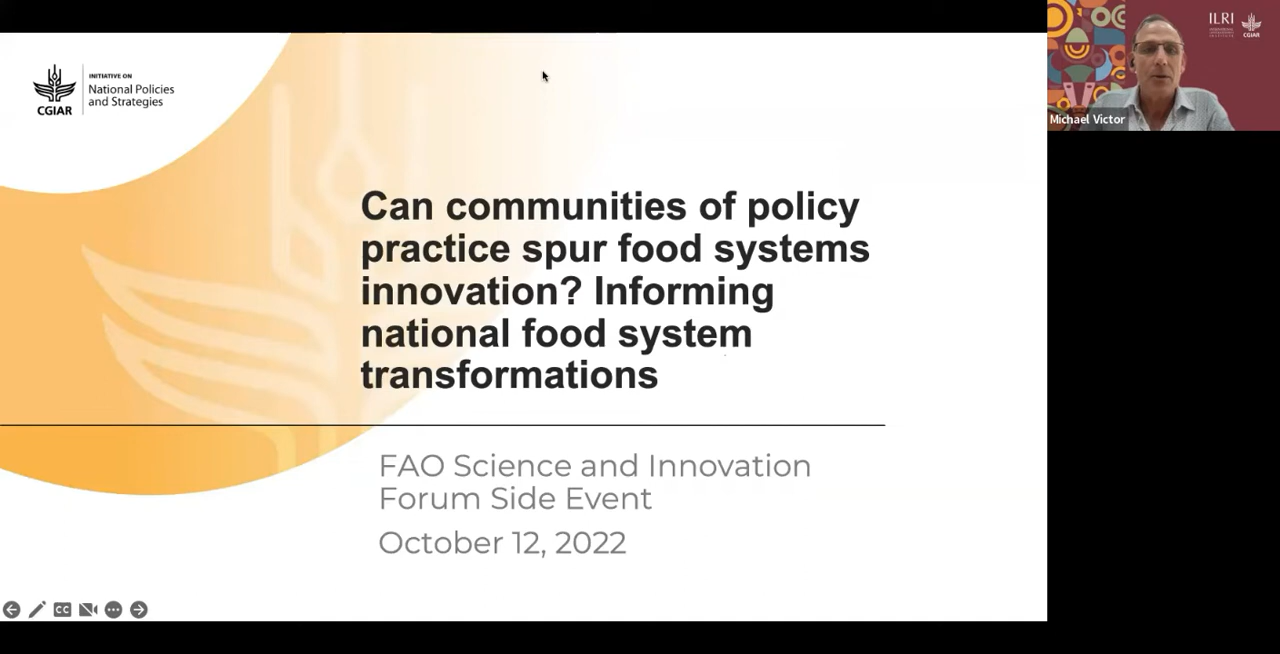 INITIATIVE ON
National Policies
and Strategies
CGIAR
Can communities of policy
practice spur food systems
innovation? Informing
national food system
transformations
FAO Science and Innovation
Forum Side Event
October 12, 2022
CC
ILRI
CGIAR
Michael Victor